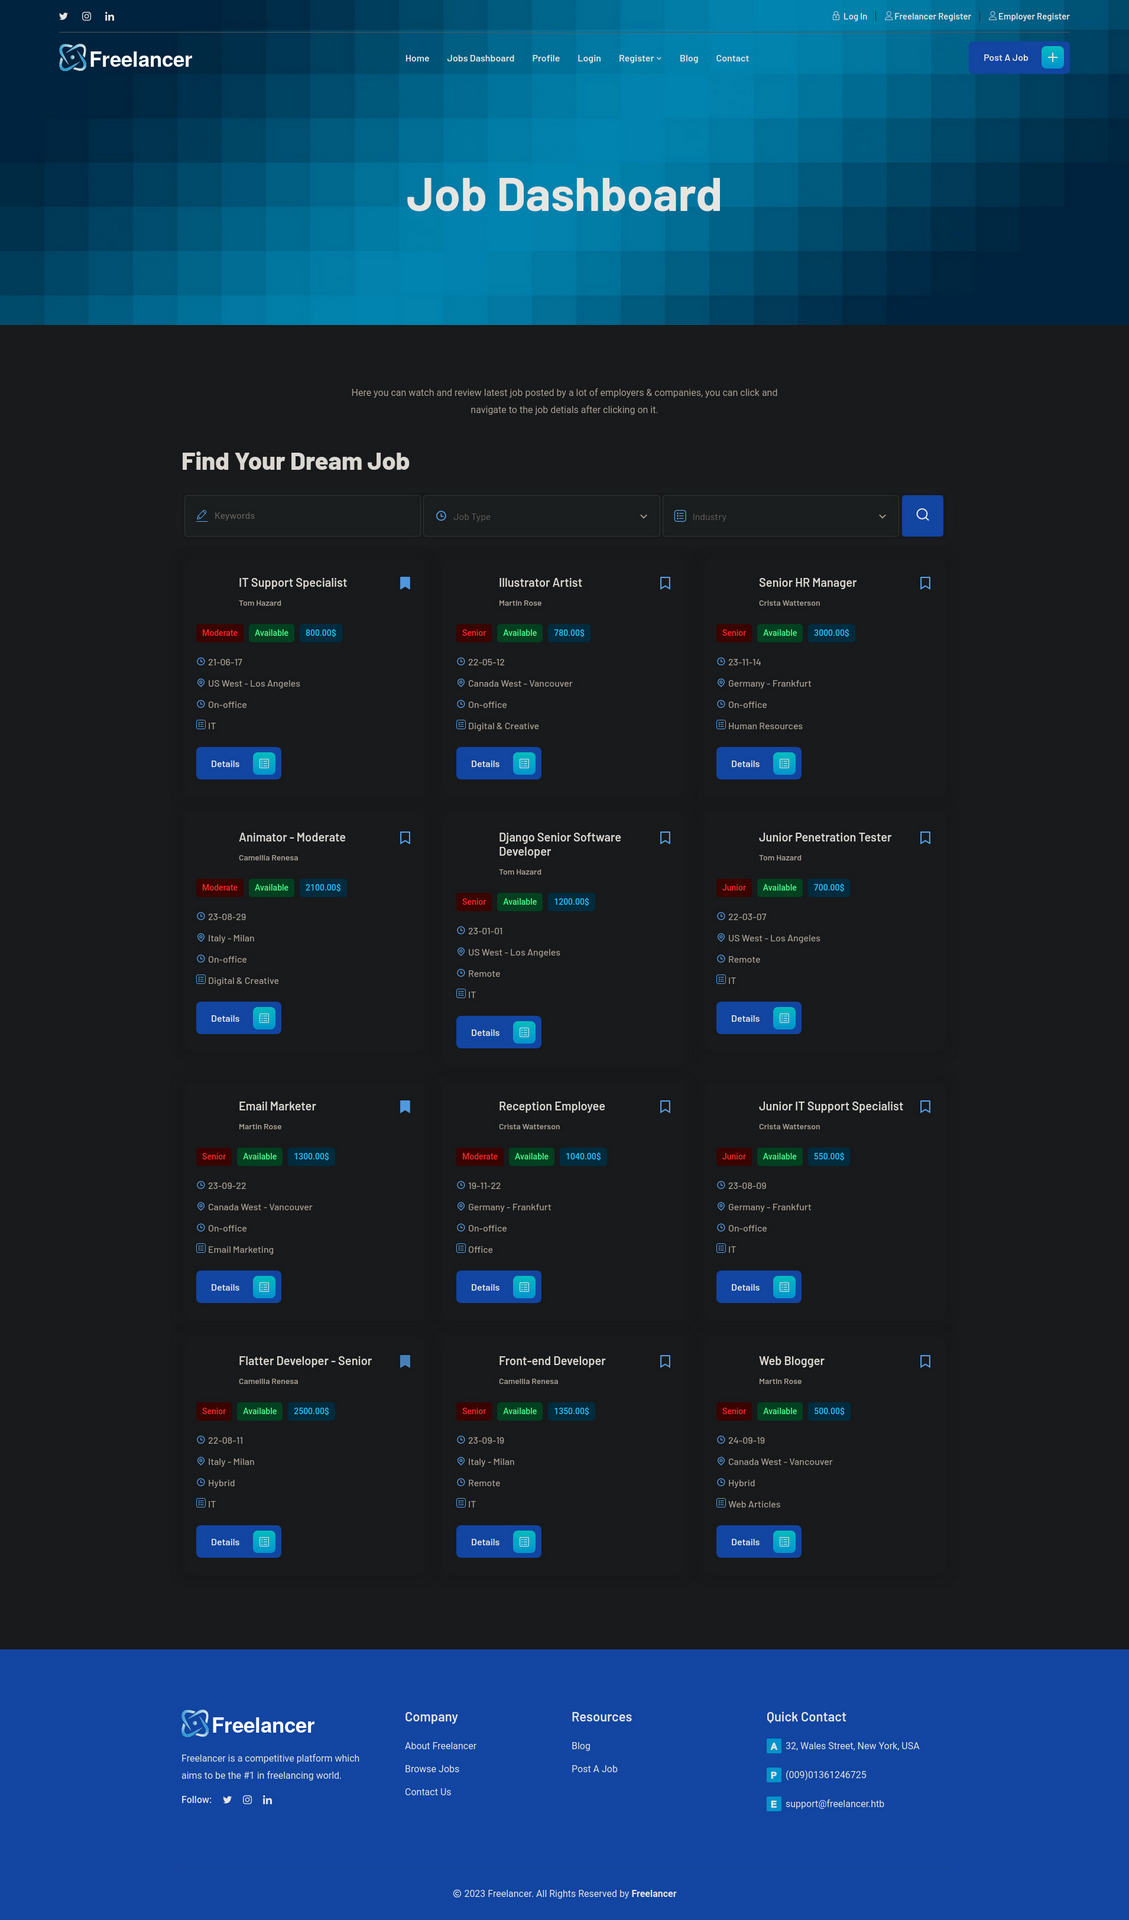 Log In
Freelancer Register
Employer Register
Freelancer
Home
Jobs Dashboard
Profile
Login
Register
Blog
Contact
Post A Job
Job Dashboard
Here you can watch and review latest job posted by a lot of employers & companies, you can click and
navigate to the job detials after clicking on it.
Find Your Dream Job
Keywords
Job Type
Industry
IT Support Specialist
Tom Hazard
Moderate
Available
800.00$
21-06-17
US West - Los Angeles
On-office
IT
Details
Illustrator Artist
Martin Rose
Senior
Available
780.00$
22-05-12
Canada West - Vancouver
On-office
Digital & Creative
Details
Senior HR Manager
Crista Watterson
Senior
Available
3000.00$
23-11-14
Germany - Frankfurt
On-office
Human Resources
Details
Animator - Moderate
Camellia Renesa
Moderate
Available
2100.00$
23-08-29
Italy - Milan
On-office
Digital & Creative
Details
Django Senior Software
Developer
Tom Hazard
Senior
Available
1200.00$
23-01-01
US West - Los Angeles
Remote
IT
Details
Junior Penetration Tester
Tom Hazard
Junior
Available
700.00$
22-03-07
US West - Los Angeles
Remote
IT
Details
Email Marketer
Martin Rose
Senior
Available
1300.00$
23-09-22
Canada West - Vancouver
On-office
Email Marketing
Details
Reception Employee
Crista Watterson
Moderate
Available
1040.00$
19-11-22
Germany - Frankfurt
On-office
Office
Details
Junior IT Support Specialist
Crista Watterson
Junior
Available
550.00$
23-08-09
Germany - Frankfurt
On-office
IT
Details
Flatter Developer - Senior
Camellia Renesa
Senior
Available
2500.00$
22-08-11
Italy - Milan
Hybrid
IT
Details
Front-end Developer
Camellia Renesa
Senior
Available
1350.00$
23-09-19
Italy - Milan
Remote
IT
Details
Web Blogger
Martin Rose
Senior
Available
500.00$
24-09-19
Canada West - Vancouver
Hybrid
Web Articles
Details
Freelancer
Freelancer is a competitive platform which
aims to be the #1 in freelancing world.
Follow:
Company
About Freelancer
Browse Jobs
Contact Us
Resources
Blog
Post A Job
Quick Contact
A 32, Wales Street, New York, USA
P (009)01361246725
E support@freelancer.htb
© 2023 Freelancer. All Rights Reserved by Freelancer